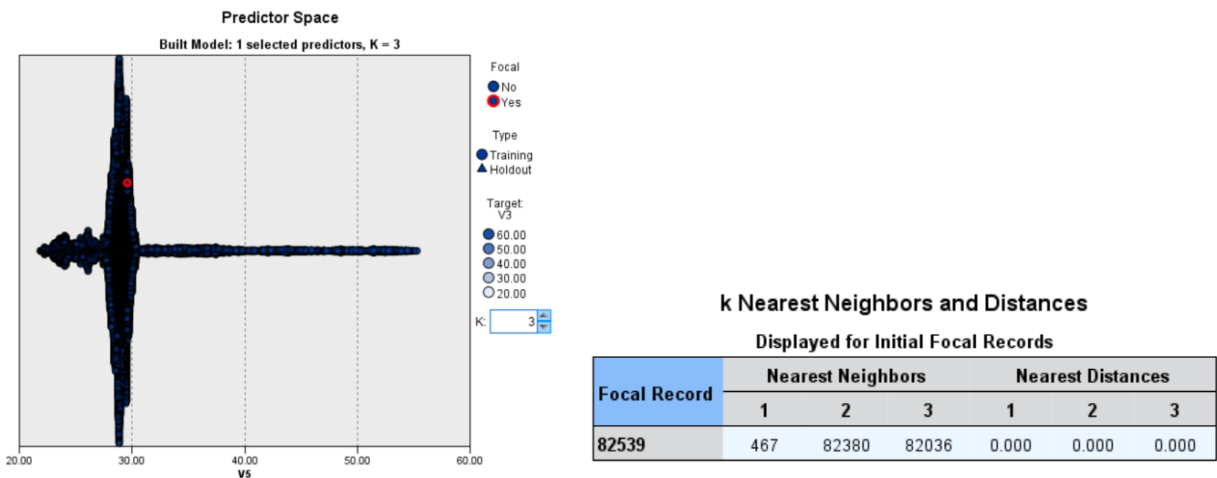 Predictor Space
Built Model: 1 selected predictors, K = 3
Focal
No
Yes
Type
Training
Holdout
Target:
V3
60.00
50.00
40.00
30.00
20.00
K: 3
20.00 30.00 40.00 50.00 60.00
V5
k Nearest Neighbors and Distances
Displayed for Initial Focal Records
Focal Record Nearest Neighbors Nearest Distances
1 2 3 1 2 3
82539 467 82380 82036 0.000 0.000 0.000